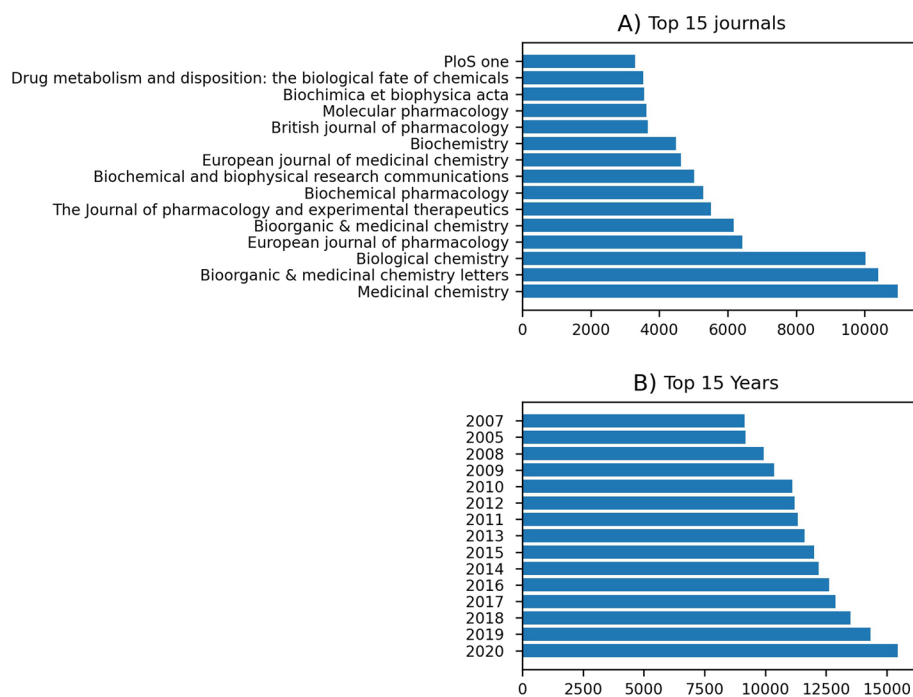 A) Top 15 journals
PloS one
Drug metabolism and disposition: the biological fate of chemicals
Biochimica et biophysica acta
Molecular pharmacology
British journal of pharmacology
Biochemistry
European journal of medicinal chemistry
Biochemical and biophysical research communications
Biochemical pharmacology
The Journal of pharmacology and experimental therapeutics
Bioorganic & medicinal chemistry
European journal of pharmacology
Biological chemistry
Bioorganic & medicinal chemistry letters
Medicinal chemistry
0 2000 4000 6000 8000 10000
B) Top 15 Years
2007
2005
2008
2009
2010
2012
2011
2013
2015
2014
2016
2017
2018
2019
2020
0 2500 5000 7500 10000 12500 15000